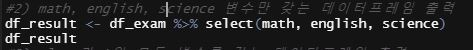 #2) math, english, science 변수만 갖는 데이터프레임 출력
df_result <- df_exam %>% select(math, english, science)
df_result